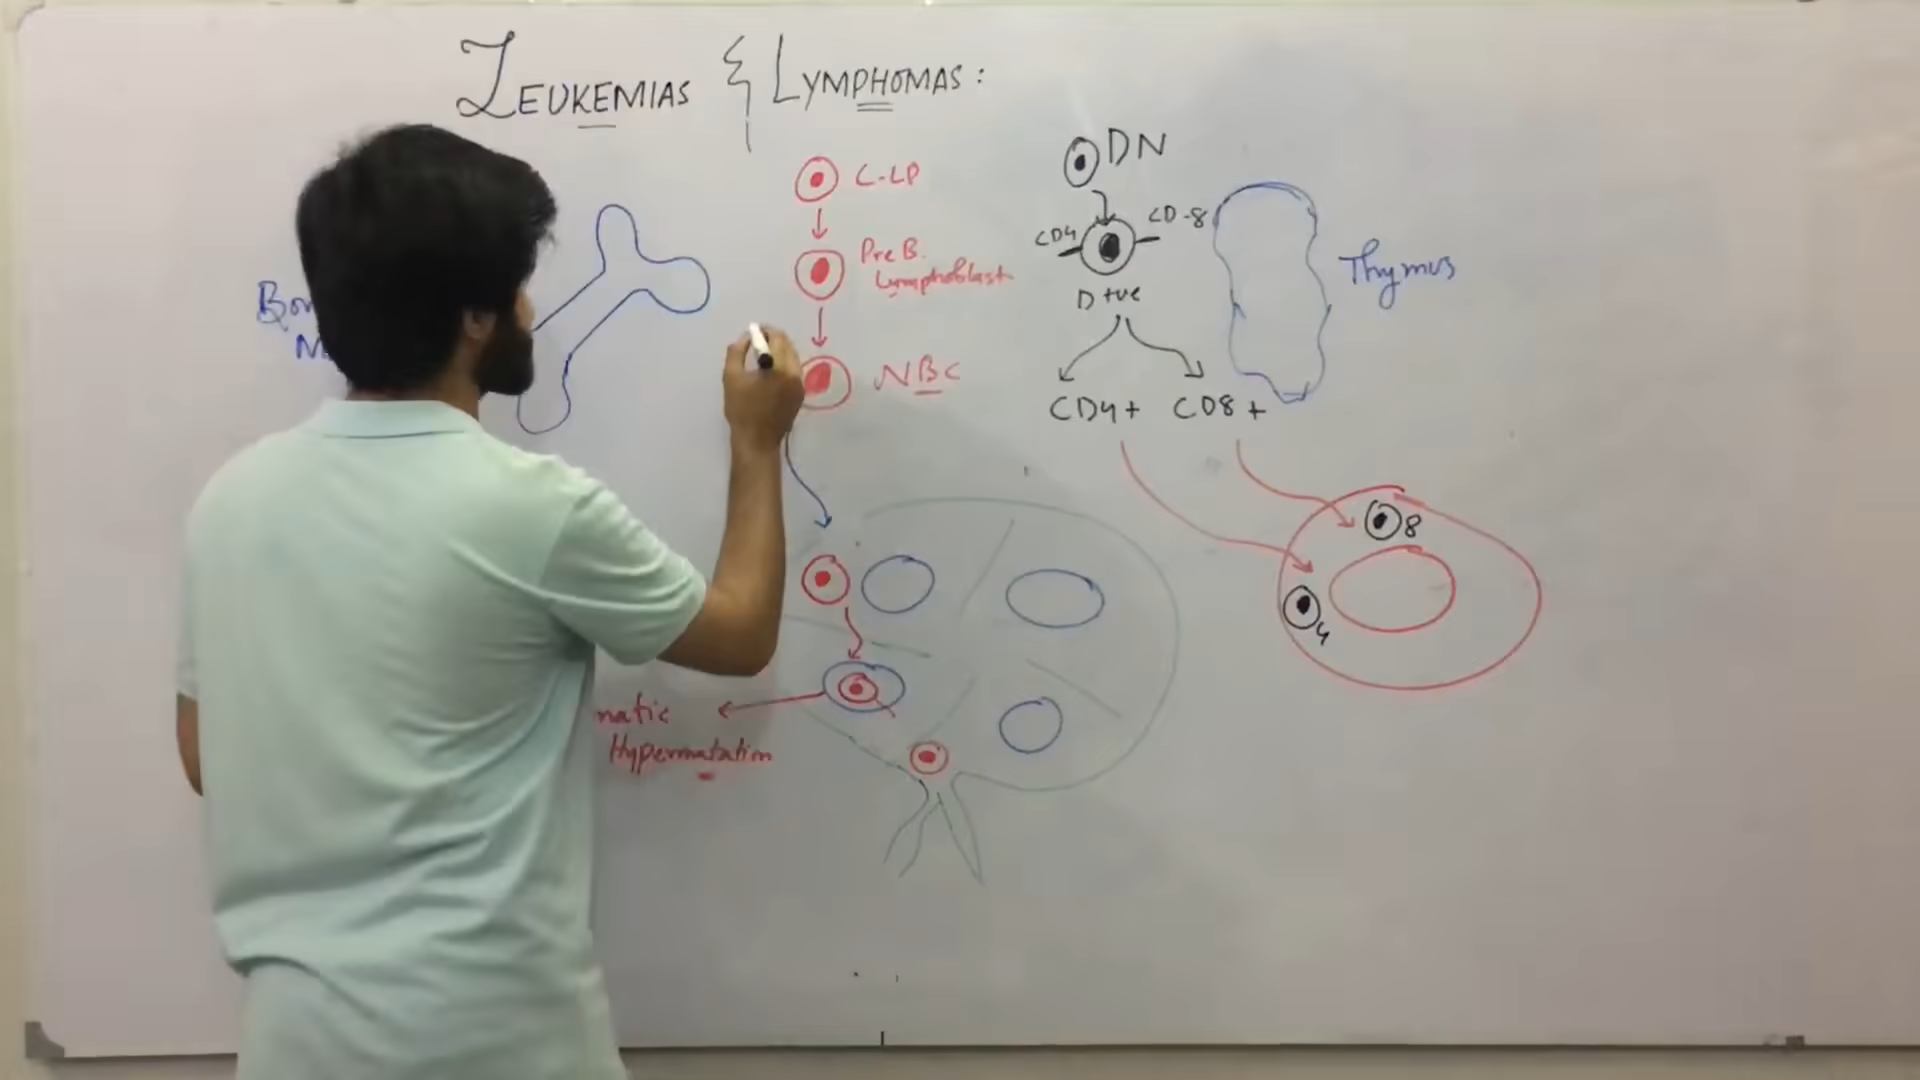 LEUKEMIAS & LYMPHOMAS:
C-LP
Pre B.
Lymphoblast
NBC
DN
CD4 CD-8
D +ve
CD4+ CD8+
Thymus
8
4
Hypermutation